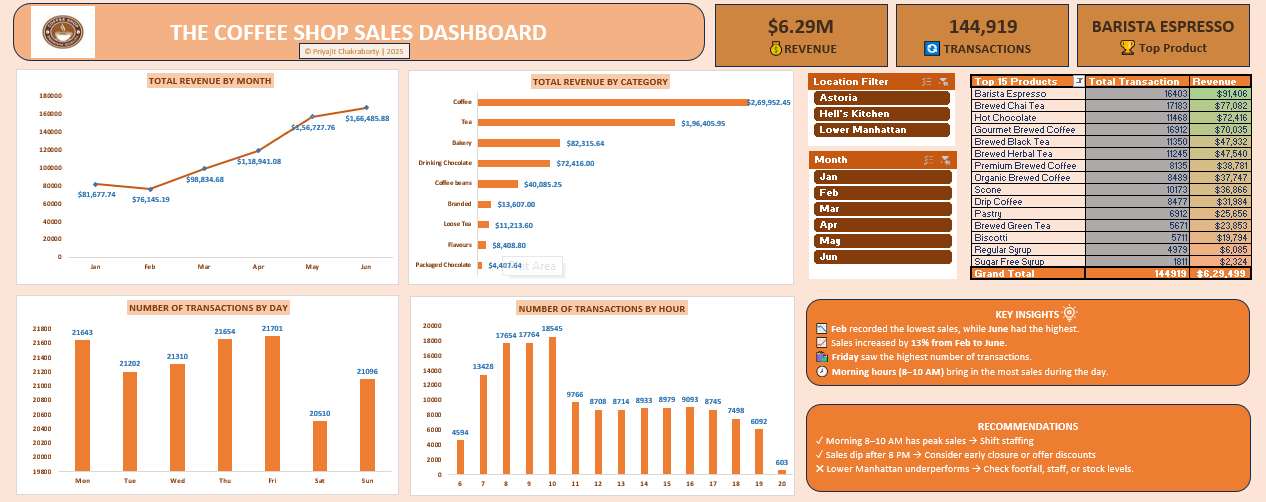 COFFEE SHOP
THE COFFEE SHOP SALES DASHBOARD
© Priyajit Chakraborty | 2025
$6.29M
REVENUE
144,919
TRANSACTIONS
BARISTA ESPRESSO
Top Product
TOTAL REVENUE BY MONTH
180000
160000
140000
120000
100000
80000
60000
40000
20000
0
$81,677.74
$76,145.19
$98,834.68
$1,18,941.08
$1,56,727.76
$1,66,485.88
Jan Feb Mar Apr May Jun
TOTAL REVENUE BY CATEGORY
Coffee $2,69,952.45
Tea $1,96,405.95
Bakery $82,315.64
Drinking Chocolate $72,416.00
Coffee beans $40,085.25
Branded $13,607.00
Loose Tea $11,213.60
Flavours $8,408.80
Packaged Chocolate $4,407.64
Plot Area
Location Filter
Astoria
Hell's Kitchen
Lower Manhattan
Month
Jan
Feb
Mar
Apr
May
Jun
Top 15 Products Total Transaction Revenue
Barista Espresso 16403 $91,406
Brewed Chai Tea 17183 $77,082
Hot Chocolate 11468 $72,416
Gourmet Brewed Coffee 16912 $70,035
Brewed Black Tea 11350 $47,932
Brewed Herbal Tea 11245 $47,540
Premium Brewed Coffee 8135 $38,781
Organic Brewed Coffee 8489 $37,747
Scone 10173 $36,866
Drip Coffee 8477 $31,984
Pastry 6912 $25,656
Brewed Green Tea 5671 $23,853
Biscotti 5711 $19,794
Regular Syrup 4979 $6,085
Sugar Free Syrup 1811 $2,324
Grand Total 144919 $6,29,499
NUMBER OF TRANSACTIONS BY DAY
21800
21600
21400
21200
21000
20800
20600
20400
20200
20000
19800
21643 21202 21310 21654 21701 20510 21096
Mon Tue Wed Thu Fri Sat Sun
NUMBER OF TRANSACTIONS BY HOUR
20000
18000
16000
14000
12000
10000
8000
6000
4000
2000
0
4594 13428 17654 17764 18545 9766 8708 8714 8933 8979 9093 8745 7498 6092 603
6 7 8 9 10 11 12 13 14 15 16 17 18 19 20
KEY INSIGHTS
Feb recorded the lowest sales, while June had the highest.
Sales increased by 13% from Feb to June.
Friday saw the highest number of transactions.
Morning hours (8–10 AM) bring in the most sales during the day.
RECOMMENDATIONS
✓ Morning 8–10 AM has peak sales → Shift staffing
✓ Sales dip after 8 PM → Consider early closure or offer discounts
✕ Lower Manhattan underperforms → Check footfall, staff, or stock levels.